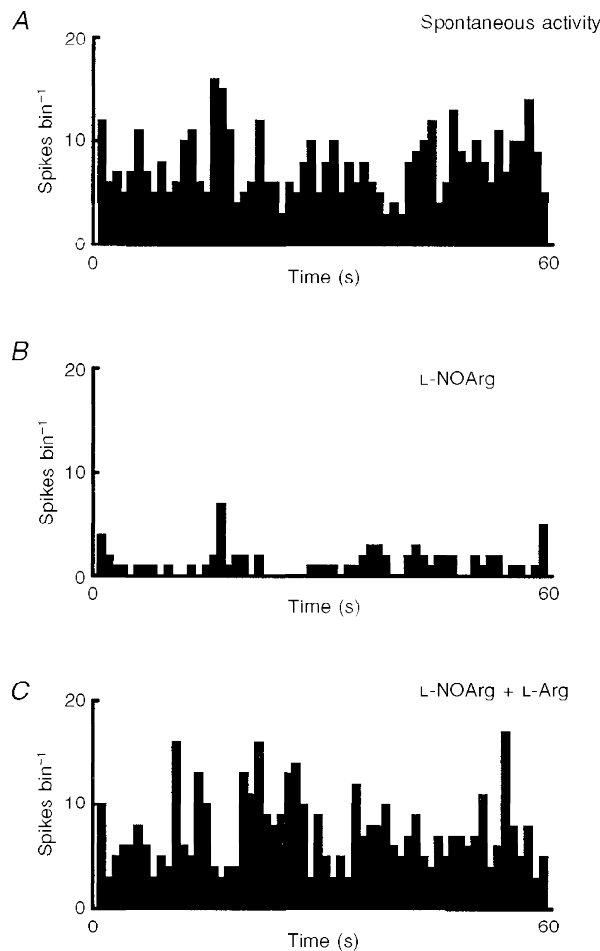 A
Spontaneous activity
20
10
0
Spikes bin⁻¹
0
60
Time (s)
B
L-NOArg
20
10
0
Spikes bin⁻¹
0
60
Time (s)
C
L-NOArg + L-Arg
20
10
0
Spikes bin⁻¹
0
60
Time (s)